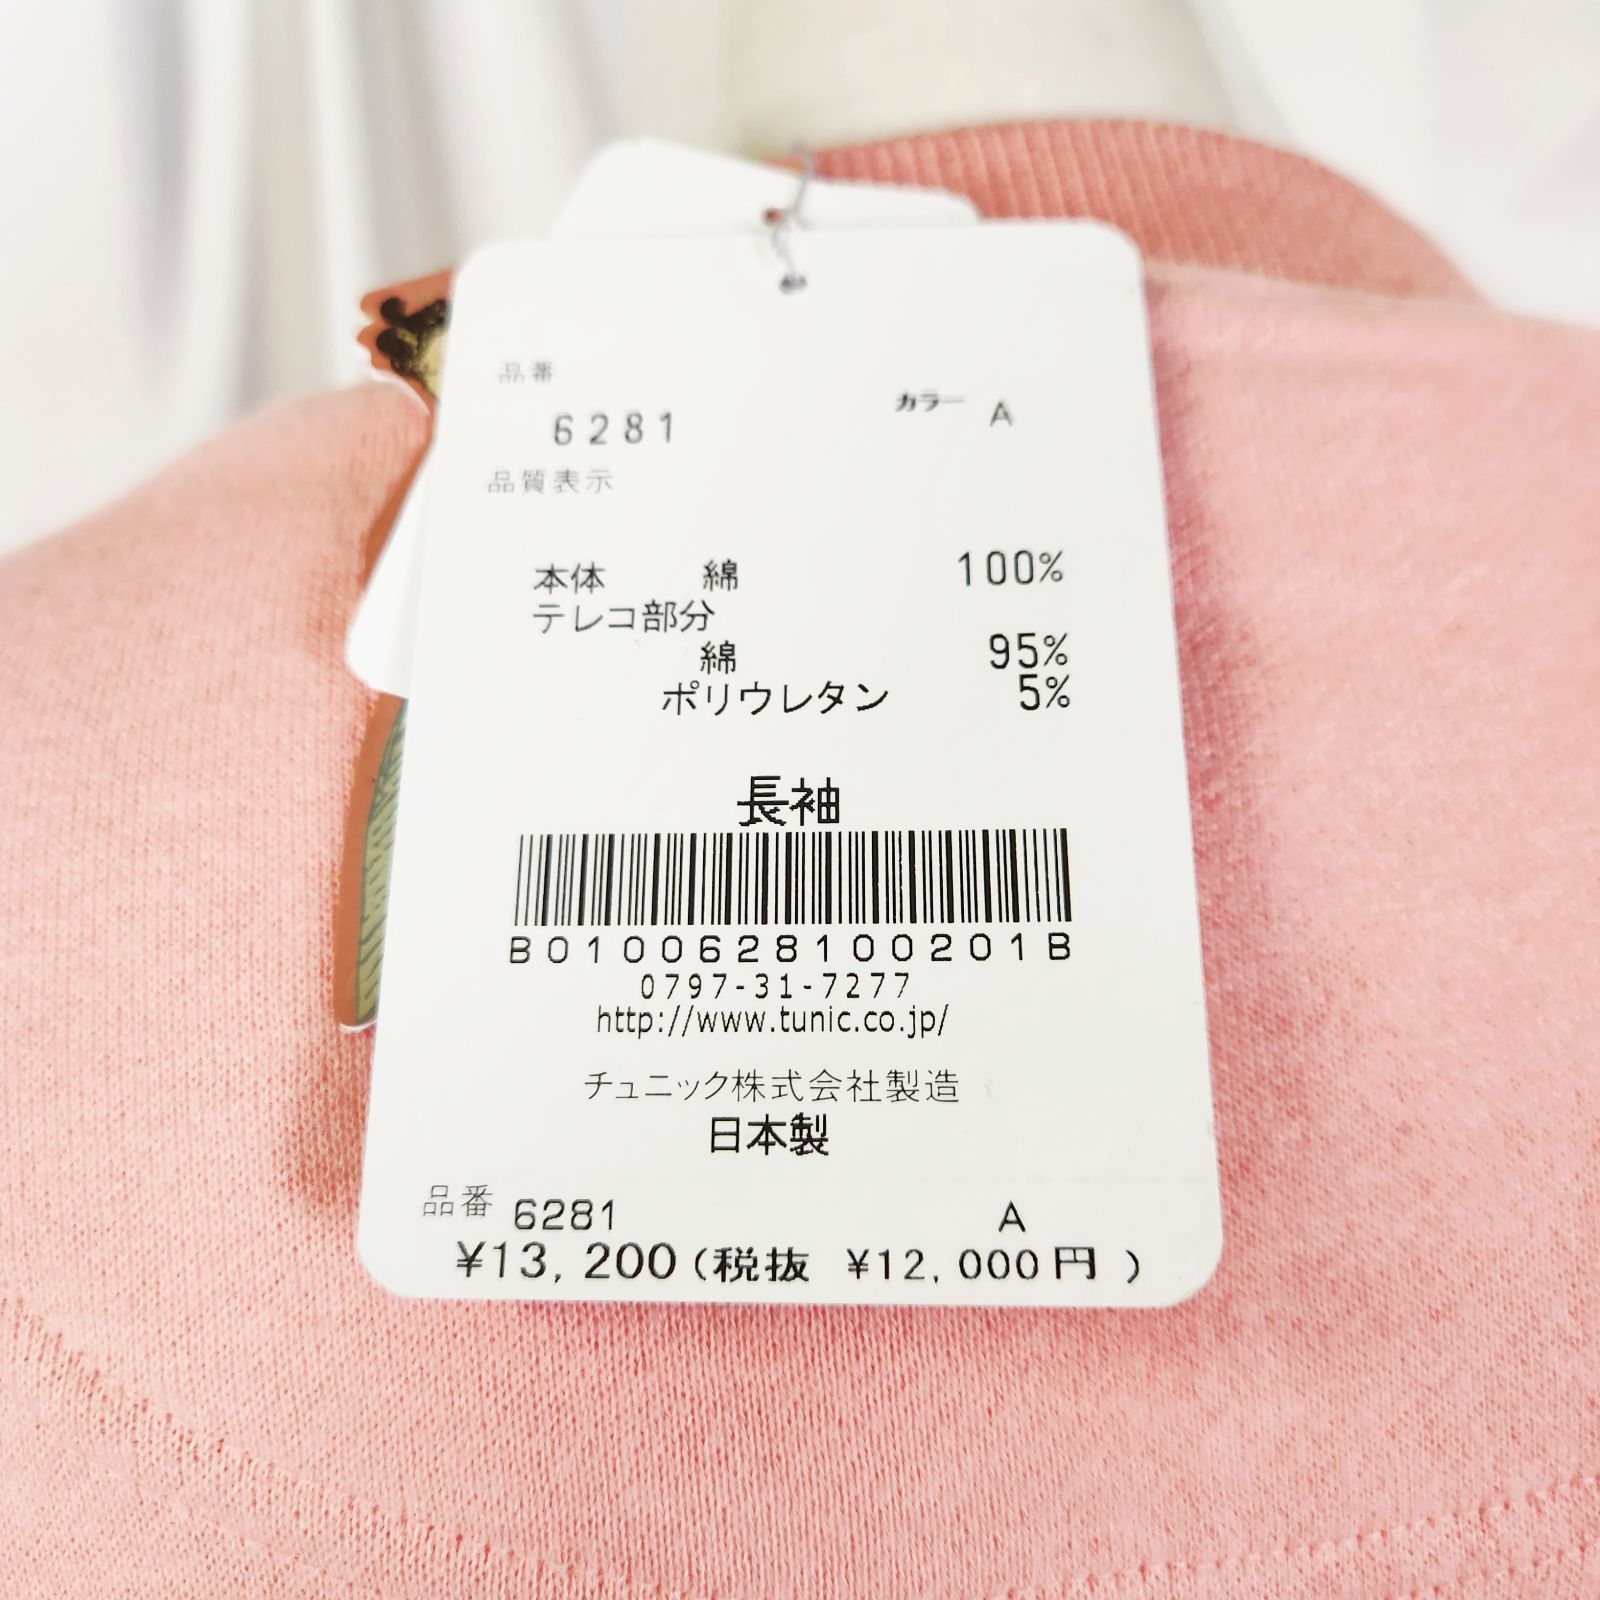 品番
カラー A
6281
品質表示
本体 綿 100%
テレコ部分
綿 95%
ポリウレタン 5%
長袖
B0100628100201B
0797-31-7277
http://www.tunic.co.jp/
チュニック株式会社製造
日本製
品番 6281 A
¥13,200(税抜 ¥12,000円 )